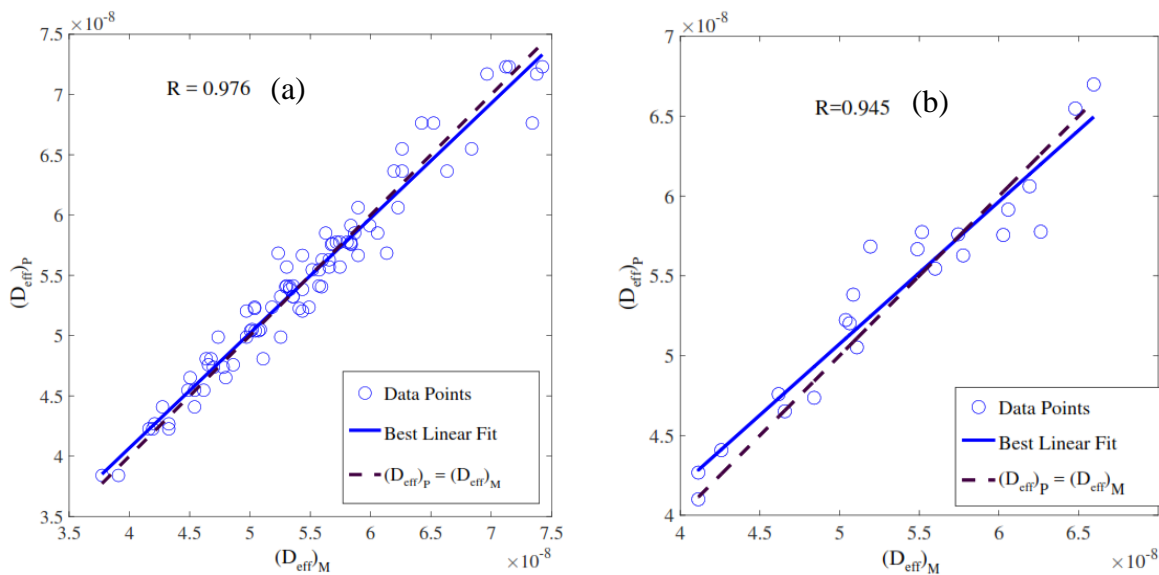 ×10^-8
7.5
7
6.5
6
5.5
5
4.5
4
3.5
(D_eff)_P
R = 0.976 (a)
Data Points
Best Linear Fit
(D_eff)_P = (D_eff)_M
3.5 4 4.5 5 5.5 6 6.5 7 7.5
(D_eff)_M
×10^-8
×10^-8
7
6.5
6
5.5
5
4.5
4
(D_eff)_P
R=0.945 (b)
Data Points
Best Linear Fit
(D_eff)_P = (D_eff)_M
4 4.5 5 5.5 6 6.5 7
(D_eff)_M
×10^-8